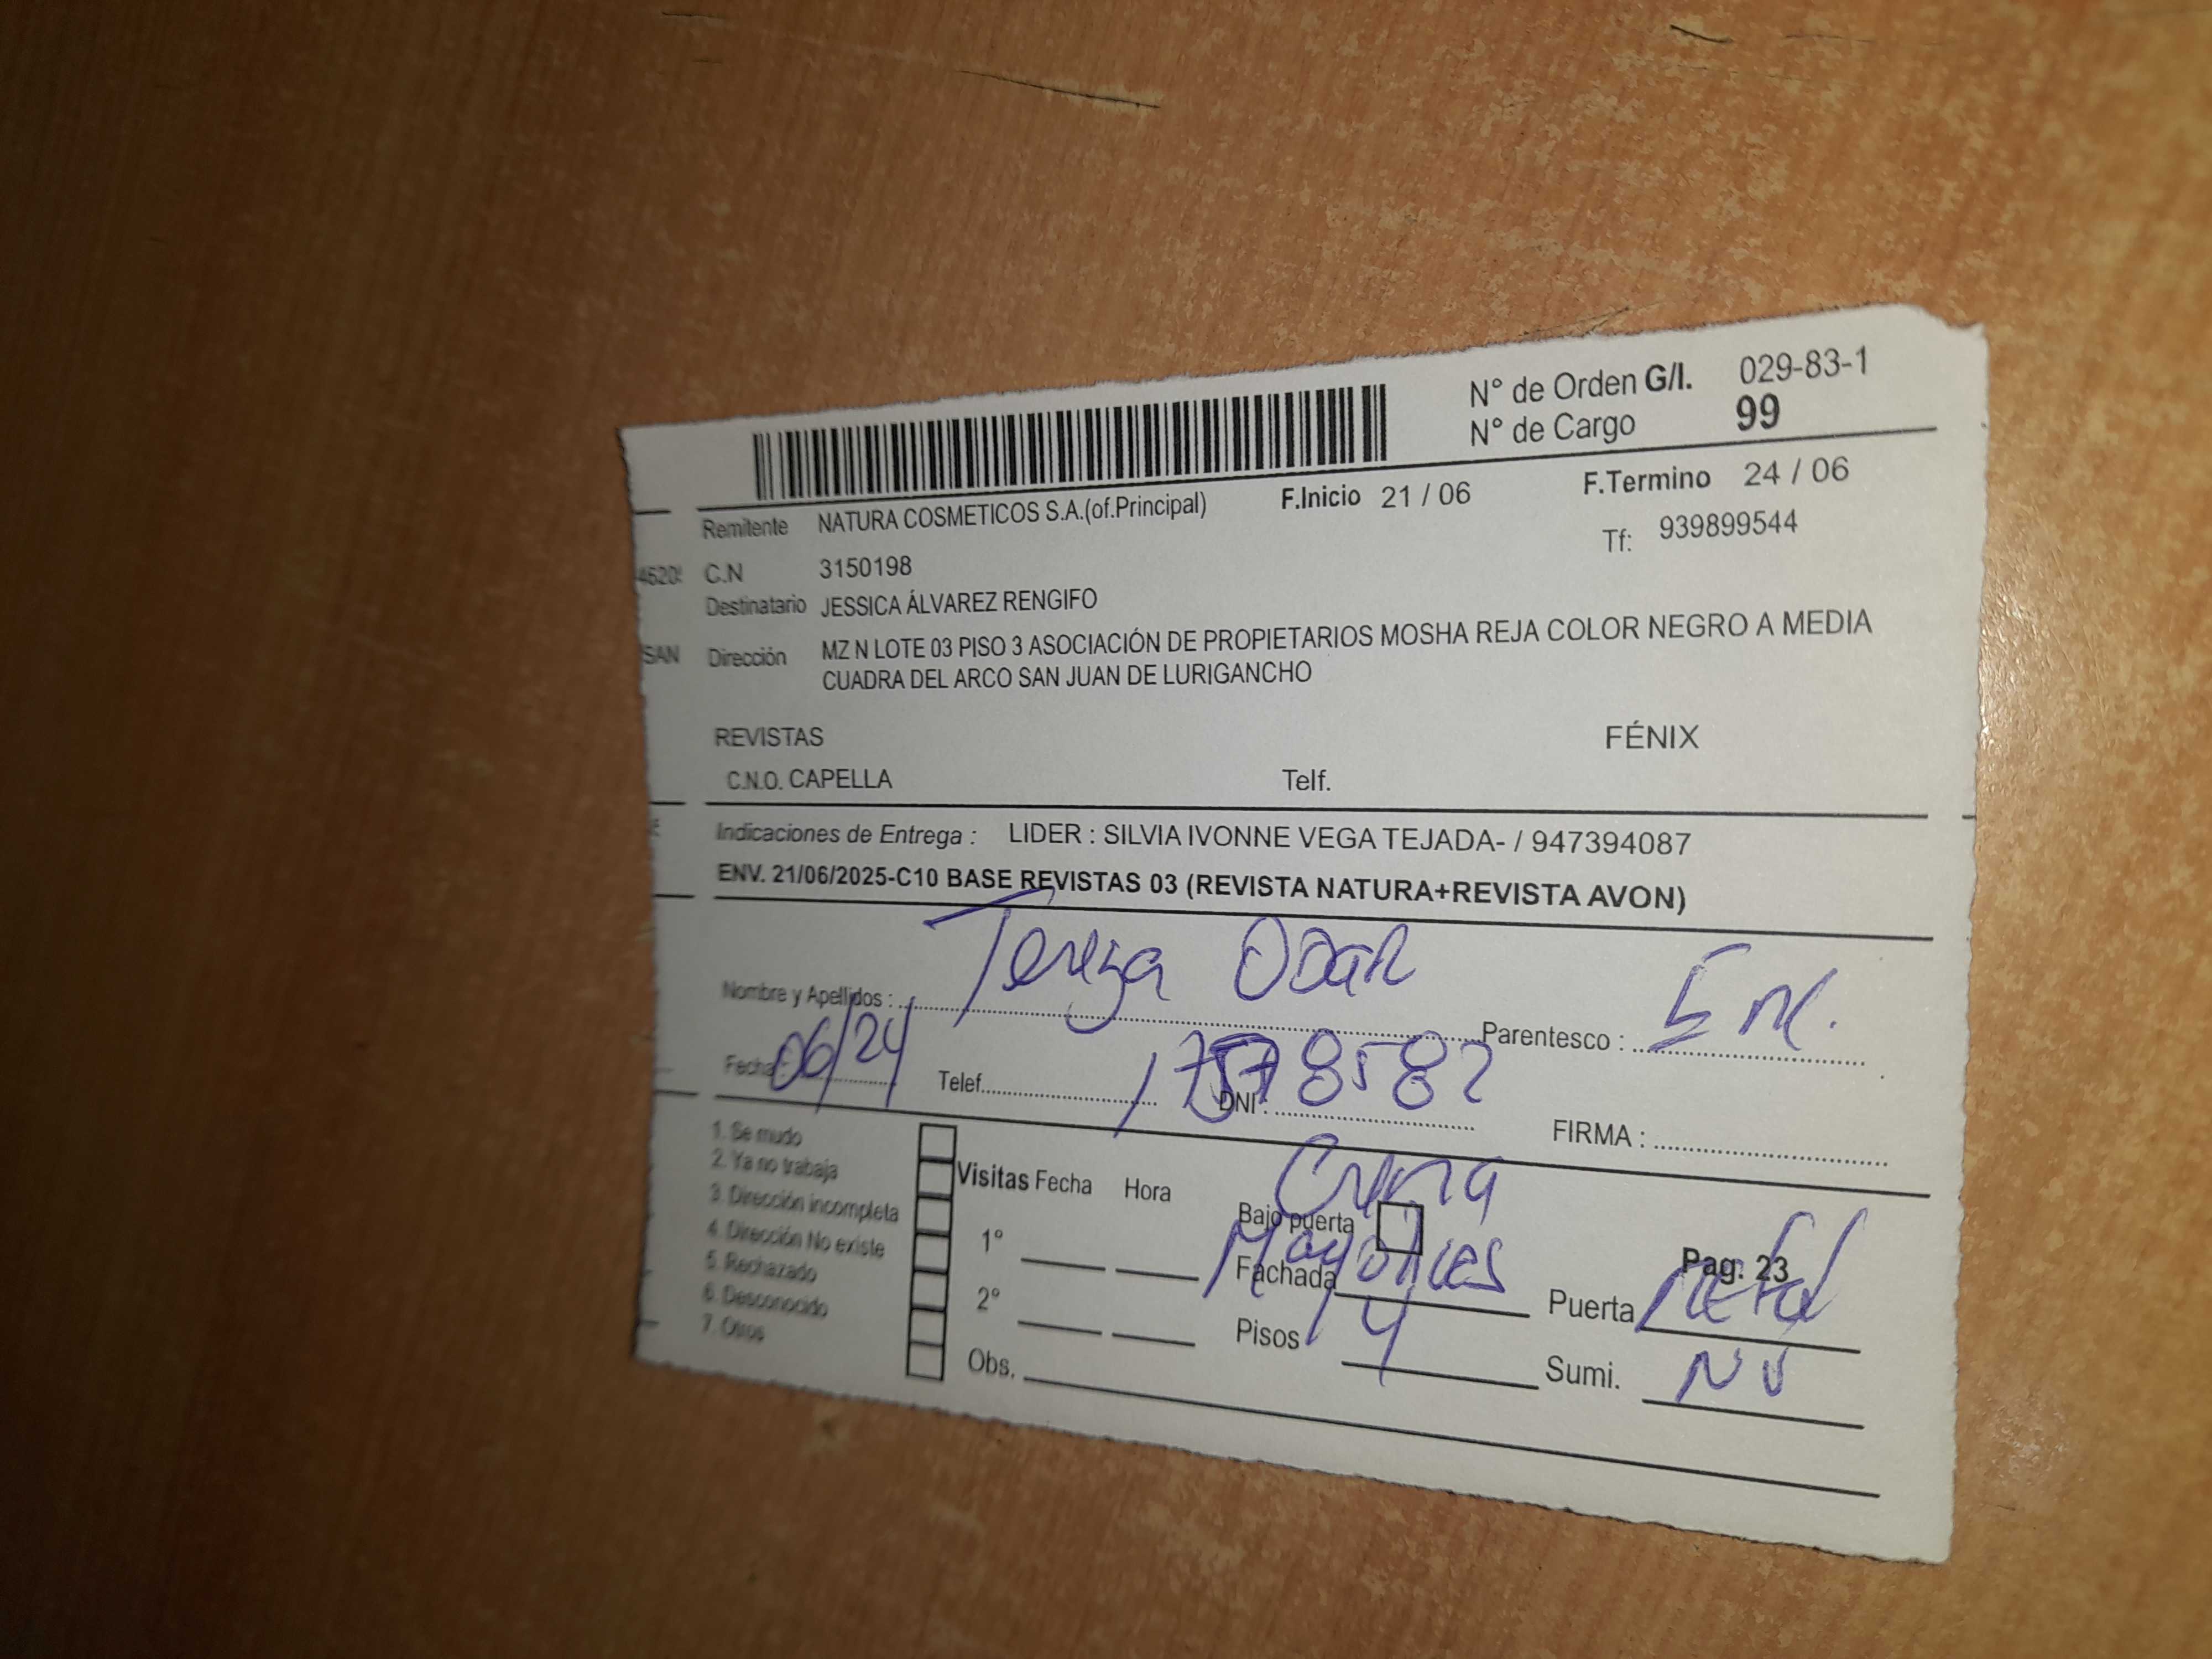 N° de Orden G/I. 029-83-1
N° de Cargo 99
Remitente NATURA COSMETICOS S.A.(of.Principal) F.Inicio 21 / 06 F.Termino 24 / 06
C.N 3150198 Tf: 939899544
Destinatario JESSICA ÁLVAREZ RENGIFO
SAN Dirección MZ N LOTE 03 PISO 3 ASOCIACIÓN DE PROPIETARIOS MOSHA REJA COLOR NEGRO A MEDIA
CUADRA DEL ARCO SAN JUAN DE LURIGANCHO
REVISTAS FÉNIX
C.N.O. CAPELLA Telf.
Indicaciones de Entrega : LIDER : SILVIA IVONNE VEGA TEJADA- / 947394087
ENV. 21/06/2025-C10 BASE REVISTAS 03 (REVISTA NATURA+REVISTA AVON)
Nombre y Apellidos : Tereza Parentesco :
Fecha : 06/24 Telef. DNI : FIRMA :
1. Se mudo
2. Ya no trabaja
3. Dirección incompleta
4. Dirección No existe
5. Rechazado
6. Desconocido
7. Otros
Visitas Fecha Hora
1°
2°
Obs.
Crema
Bajo puerta
Fachada Mayolicas
Pisos 4
Pag. 23
Puerta Metal
Sumi. NV